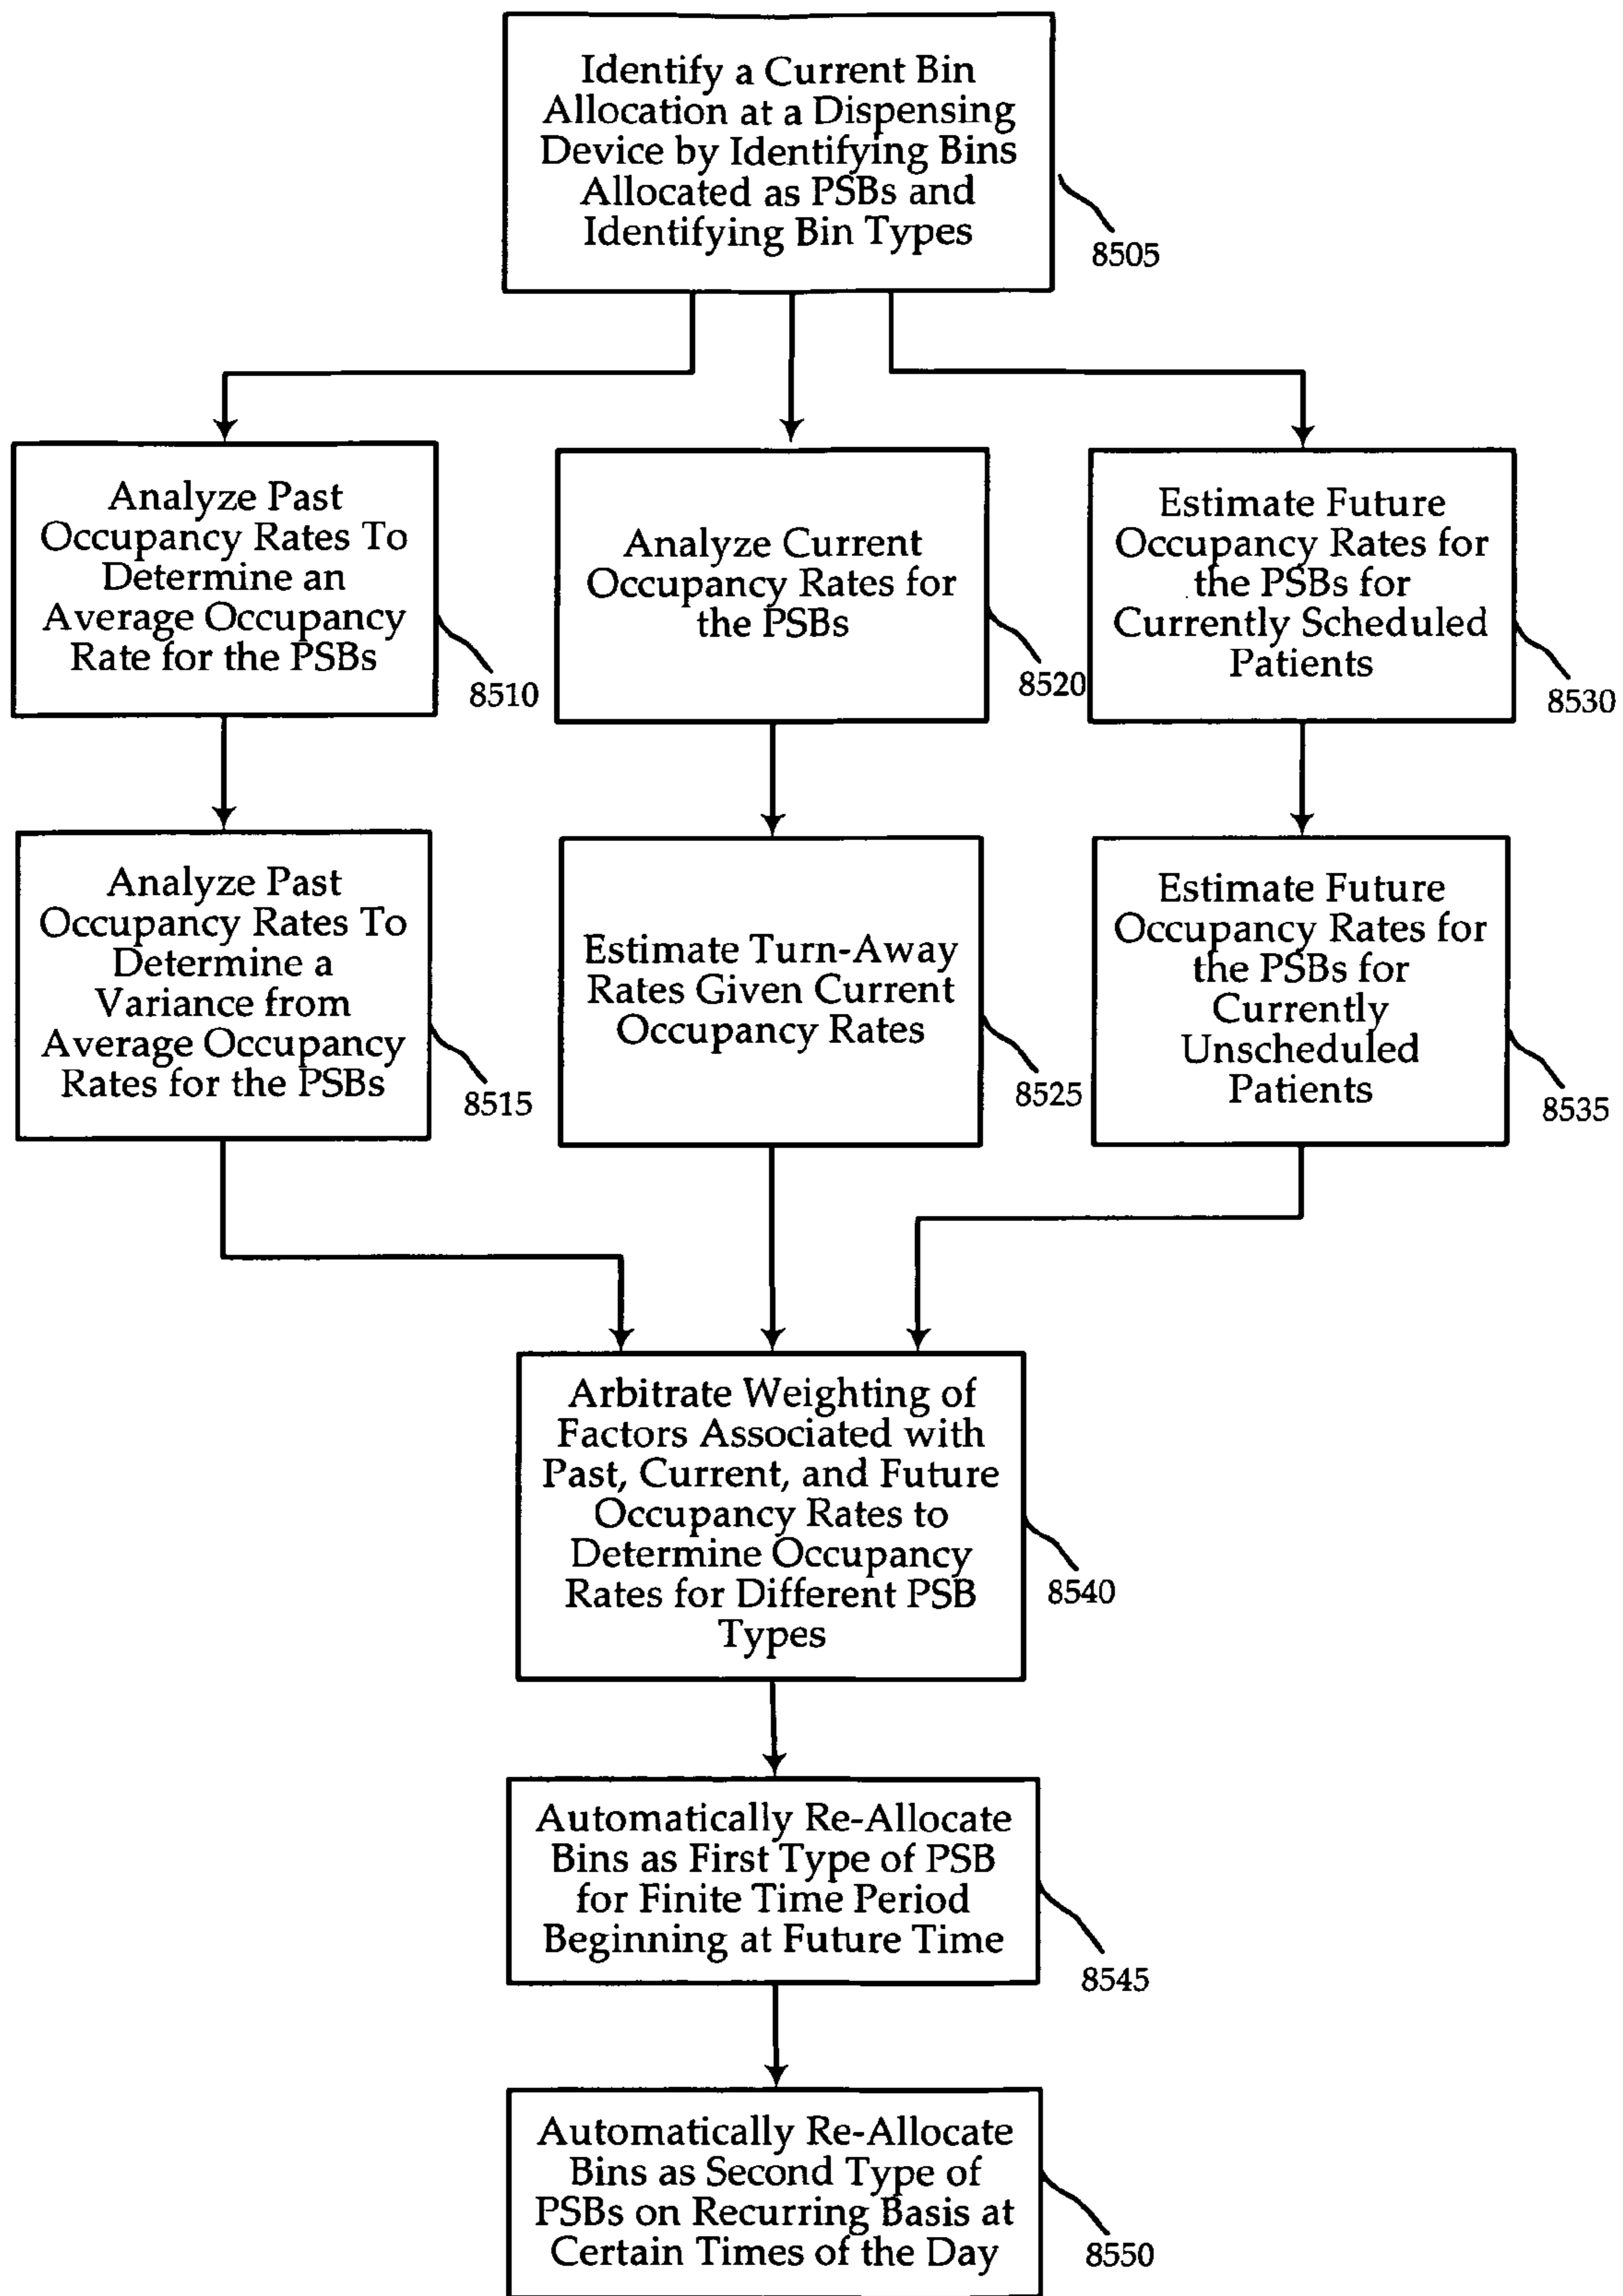 Identify a Current Bin
Allocation at a Dispensing
Device by Identifying Bins
Allocated as PSBs and
Identifying Bin Types
8505
Analyze Past
Occupancy Rates To
Determine an
Average Occupancy
Rate for the PSBs
8510
Analyze Current
Occupancy Rates for
the PSBs
8520
Estimate Future
Occupancy Rates for
the PSBs for
Currently Scheduled
Patients
8530
Analyze Past
Occupancy Rates To
Determine a
Variance from
Average Occupancy
Rates for the PSBs
8515
Estimate Turn-Away
Rates Given Current
Occupancy Rates
8525
Estimate Future
Occupancy Rates for
the PSBs for
Currently
Unscheduled
Patients
8535
Arbitrate Weighting of
Factors Associated with
Past, Current, and Future
Occupancy Rates to
Determine Occupancy
Rates for Different PSB
Types
8540
Automatically Re-Allocate
Bins as First Type of PSB
for Finite Time Period
Beginning at Future Time
8545
Automatically Re-Allocate
Bins as Second Type of
PSBs on Recurring Basis at
Certain Times of the Day
8550